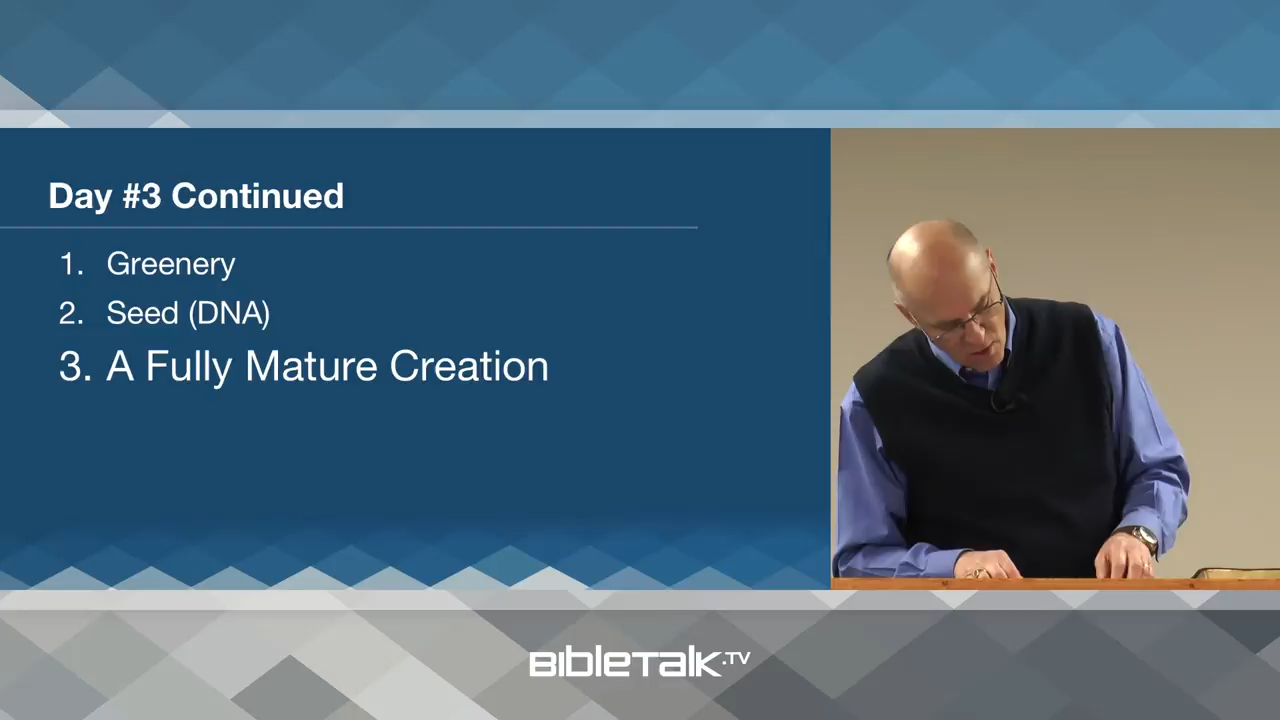 Day #3 Continued
1. Greenery
2. Seed (DNA)
3. A Fully Mature Creation
BIBLETALK.TV